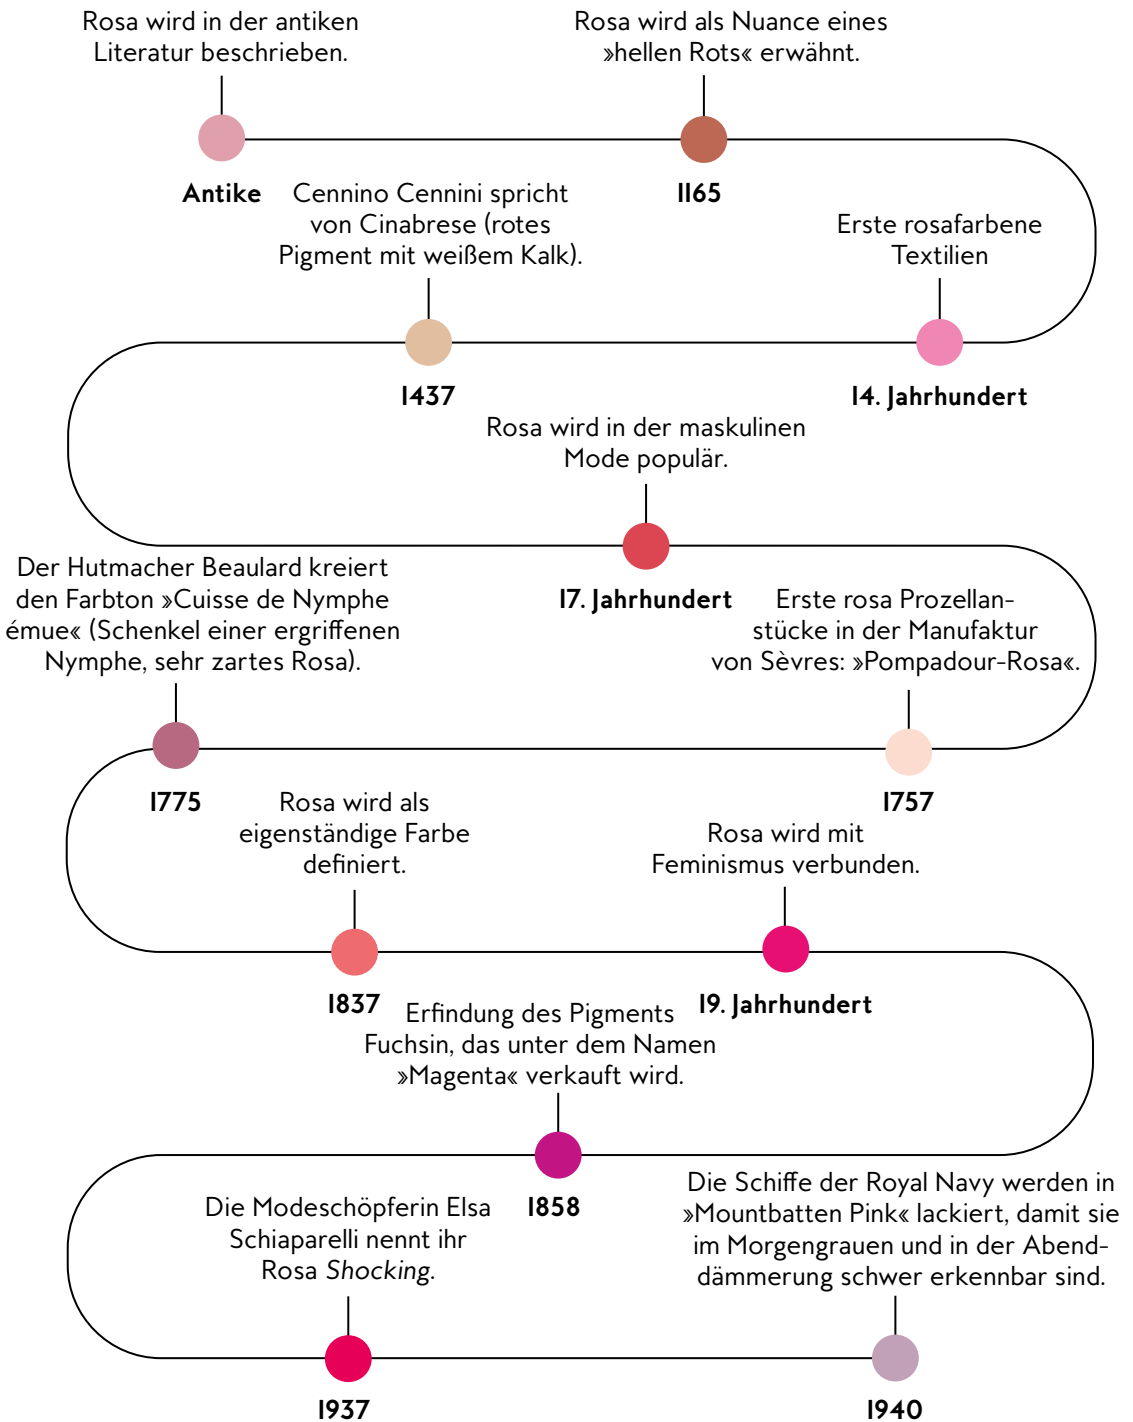 Rosa wird in der antiken
Literatur beschrieben.
Antike
Rosa wird als Nuance eines
»hellen Rots« erwähnt.
1165
Erste rosafarbene
Textilien
14. Jahrhundert
Cennino Cennini spricht
von Cinabrese (rotes
Pigment mit weißem Kalk).
1437
Rosa wird in der maskulinen
Mode populär.
17. Jahrhundert
Erste rosa Prozellan-
stücke in der Manufaktur
von Sèvres: »Pompadour-Rosa«.
1757
Der Hutmacher Beaulard kreiert
den Farbton »Cuisse de Nymphe
émue« (Schenkel einer ergriffenen
Nymphe, sehr zartes Rosa).
1775
Rosa wird als
eigenständige Farbe
definiert.
1837
Rosa wird mit
Feminismus verbunden.
19. Jahrhundert
Erfindung des Pigments
Fuchsin, das unter dem Namen
»Magenta« verkauft wird.
1858
Die Modeschöpferin Elsa
Schiaparelli nennt ihr
Rosa Shocking.
1937
Die Schiffe der Royal Navy werden in
»Mountbatten Pink« lackiert, damit sie
im Morgengrauen und in der Abend-
dämmerung schwer erkennbar sind.
1940